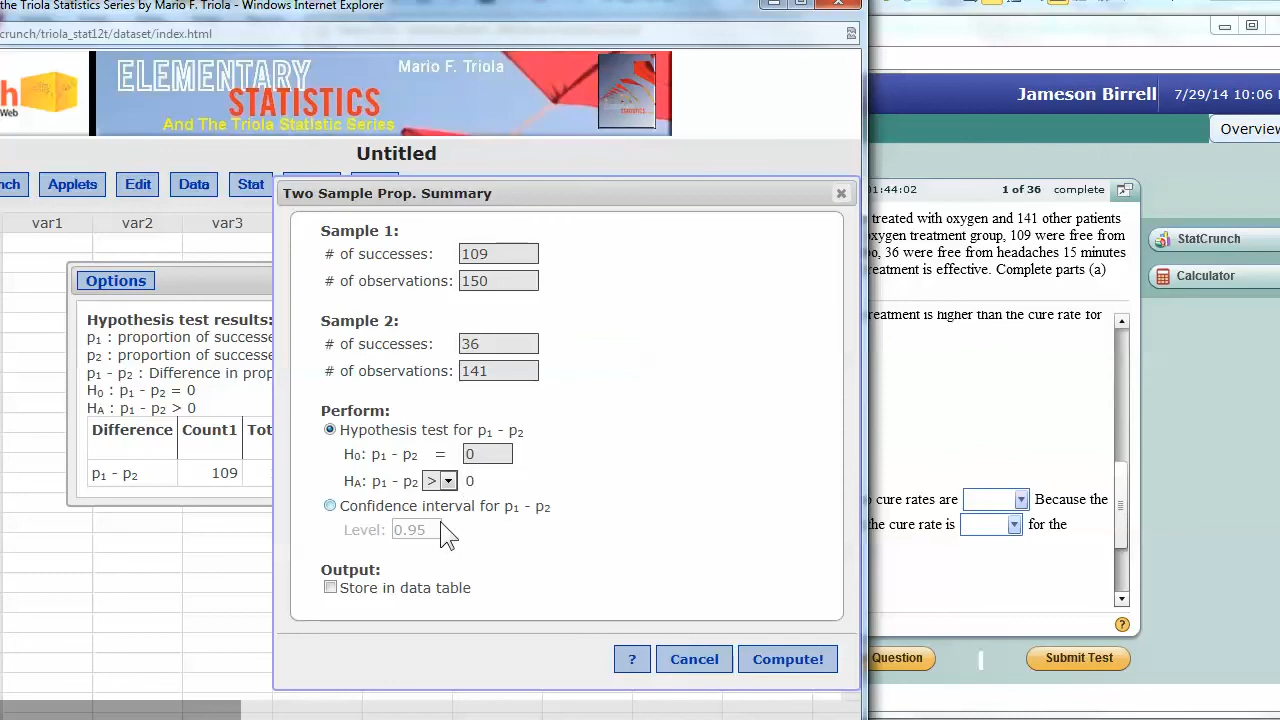 the Triola Statistics Series by Mario F. Triola - Windows Internet Explorer
crunch/triola_stat12t/dataset/index.html
h
Web
ELEMENTARY
STATISTICS
And The Triola Statistic Series
Mario F. Triola
Untitled
nch
Applets
Edit
Data
Stat
var1
var2
var3
Options
Hypothesis test results:
p₁ : proportion of successe
p₂ : proportion of successe
p₁ - p₂ : Difference in prop
H₀ : p₁ - p₂ = 0
Hᴀ : p₁ - p₂ > 0
Difference Count1 Tot
p₁ - p₂ 109
Two Sample Prop. Summary
Sample 1:
# of successes: 109
# of observations: 150
Sample 2:
# of successes: 36
# of observations: 141
Perform:
Hypothesis test for p₁ - p₂
H₀: p₁ - p₂ = 0
Hᴀ: p₁ - p₂ > 0
Confidence interval for p₁ - p₂
Level: 0.95
Output:
Store in data table
?
Cancel
Compute!
Jameson Birrell
7/29/14 10:06
Overview
01:44:02
1 of 36
complete
treated with oxygen and 141 other patients
oxygen treatment group, 109 were free from
bo, 36 were free from headaches 15 minutes
reatment is effective. Complete parts (a)
reatment is higher than the cure rate for
o cure rates are Because the
the cure rate is for the
StatCrunch
Calculator
?
Question
Submit Test